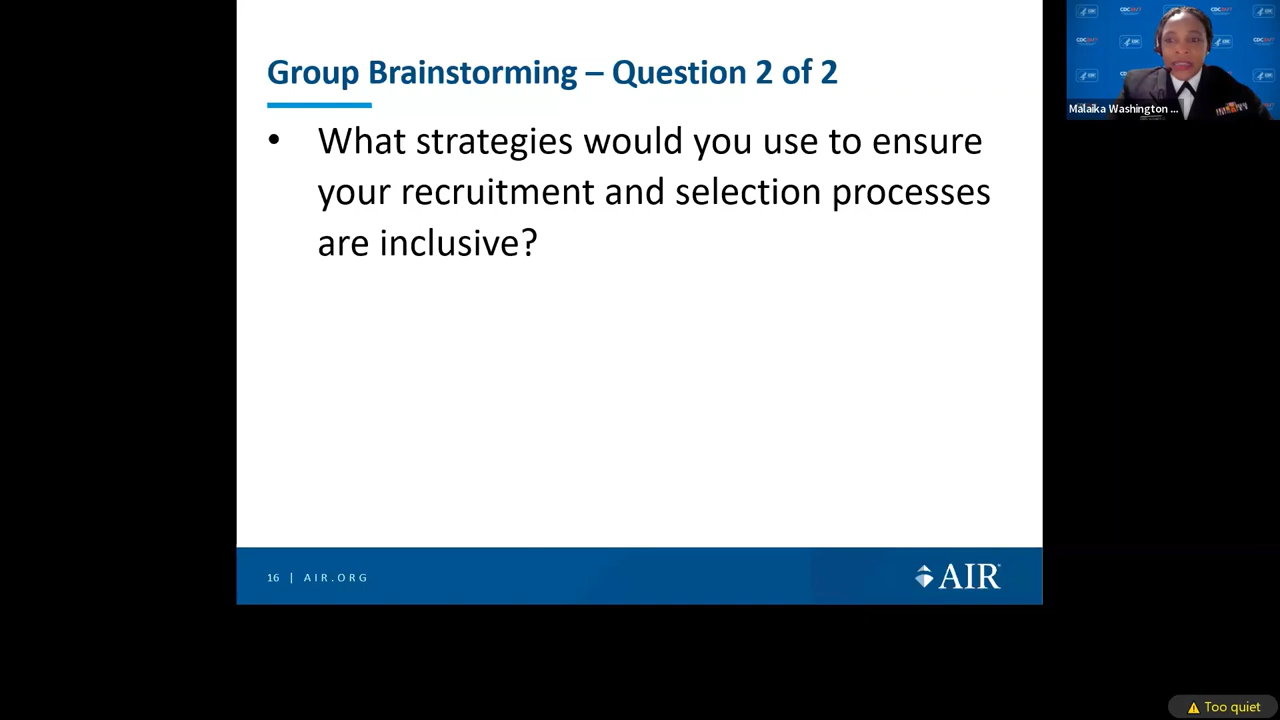 Group Brainstorming – Question 2 of 2
• What strategies would you use to ensure
your recruitment and selection processes
are inclusive?
16 | AIR.ORG
AIR
CDC
Malaika Washington ...
Too quiet